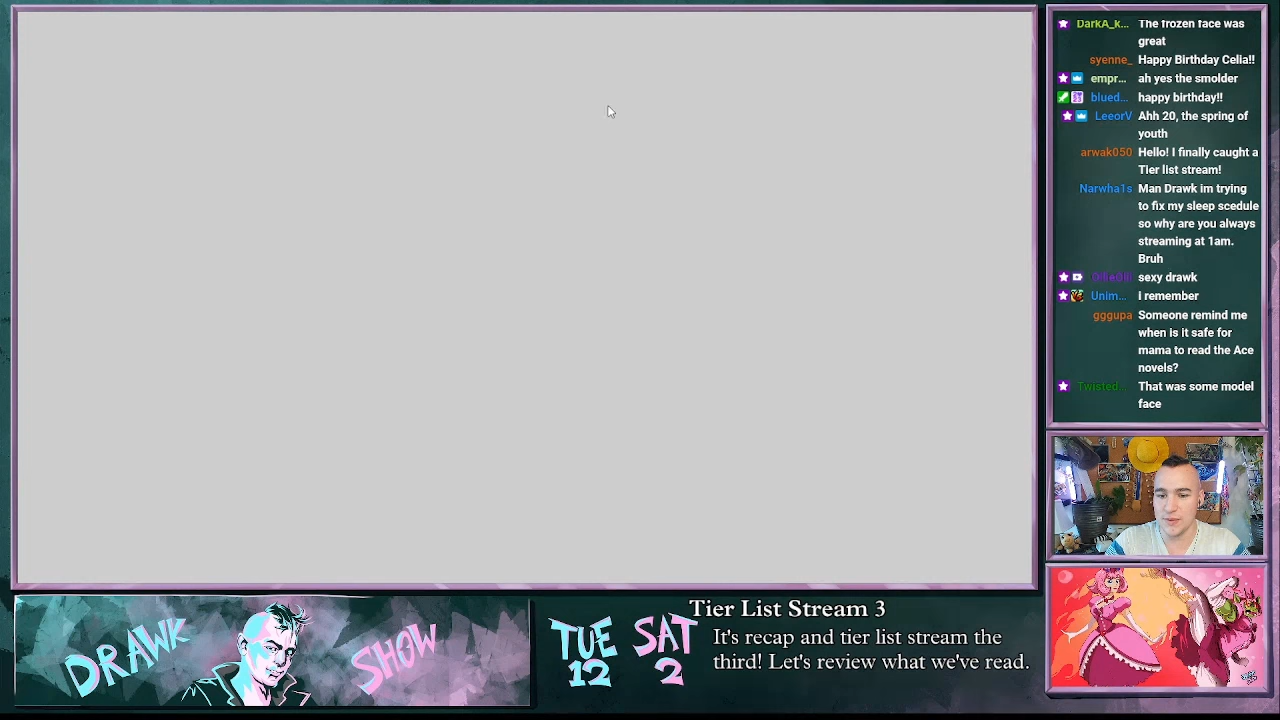 DarkA_k... The frozen face was
great
syenne_ Happy Birthday Celia!!
empr... ah yes the smolder
blued... happy birthday!!
LeeorV Ahh 20, the spring of
youth
arwak050 Hello! I finally caught a
Tier list stream!
Narwha1s Man Drawk im trying
to fix my sleep scedule
so why are you always
streaming at 1am.
Bruh
sexy drawk
Unim... I remember
gggupa Someone remind me
when is it safe for
mama to read the Ace
novels?
Twisted... That was some model
face
DRAWK
SHOW
TUE
12
SAT
2
Tier List Stream 3
It's recap and tier list stream the
third! Let's review what we've read.